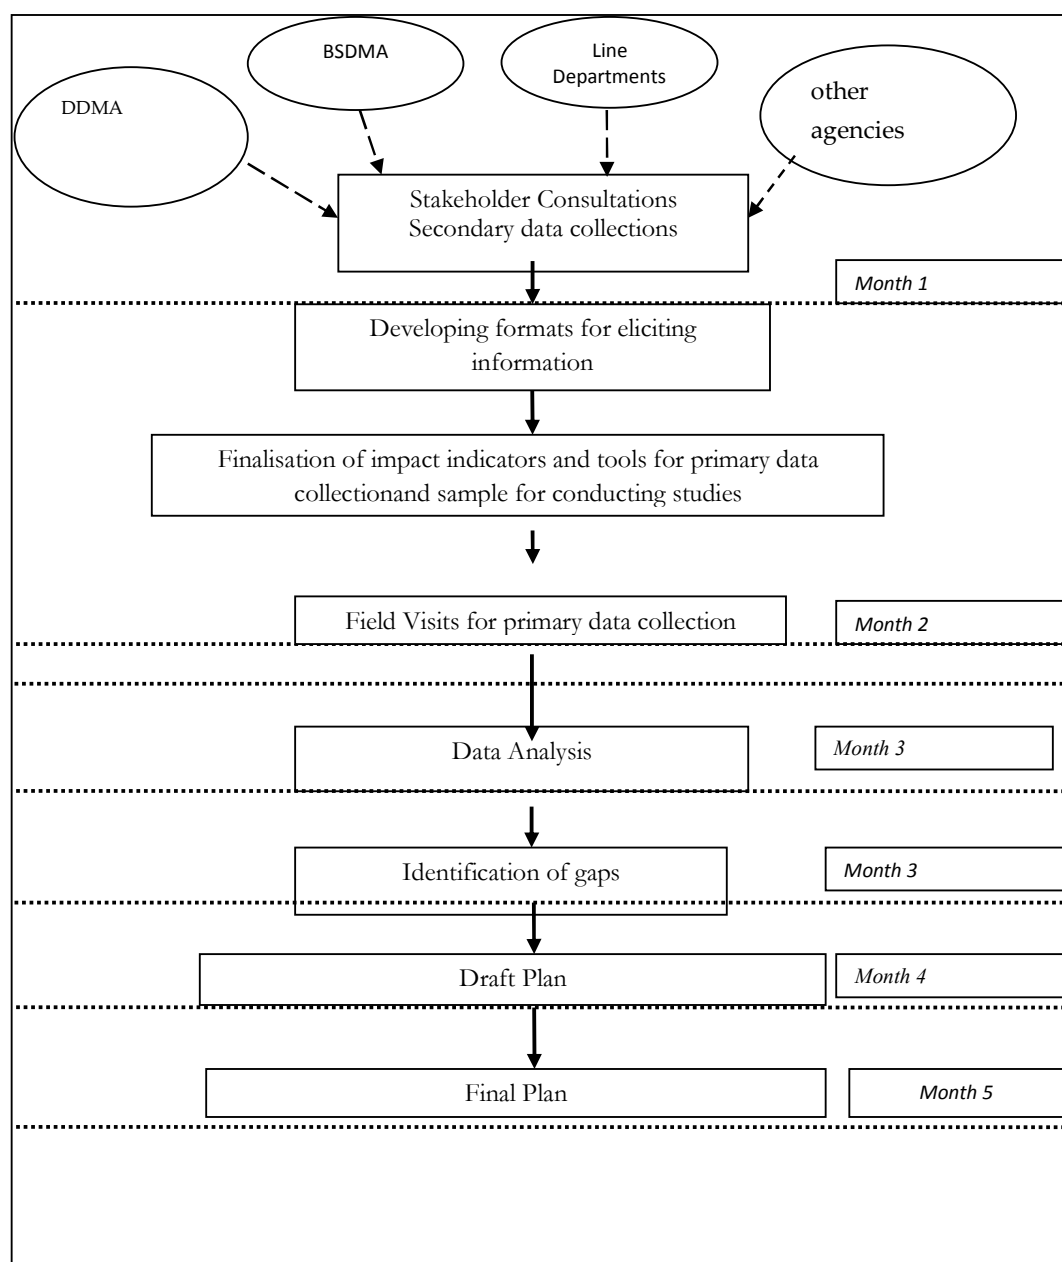 DDMA
BSDMA
Line
Departments
other
agencies
Stakeholder Consultations
Secondary data collections
Month 1
Developing formats for eliciting
information
Finalisation of impact indicators and tools for primary data
collectionand sample for conducting studies
Field Visits for primary data collection
Month 2
Data Analysis
Month 3
Identification of gaps
Month 3
Draft Plan
Month 4
Final Plan
Month 5